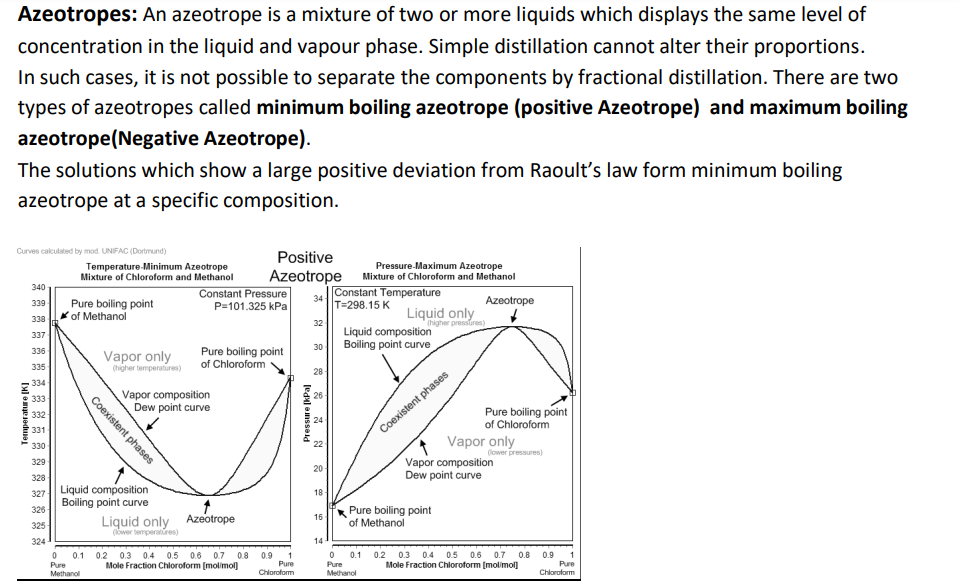 Azeotropes: An azeotrope is a mixture of two or more liquids which displays the same level of
concentration in the liquid and vapour phase. Simple distillation cannot alter their proportions.
In such cases, it is not possible to separate the components by fractional distillation. There are two
types of azeotropes called minimum boiling azeotrope (positive Azeotrope) and maximum boiling
azeotrope(Negative Azeotrope).
The solutions which show a large positive deviation from Raoult’s law form minimum boiling
azeotrope at a specific composition.
Curves calculated by mod. UNIFAC (Dortmund)
Positive
Azeotrope
Temperature-Minimum Azeotrope
Mixture of Chloroform and Methanol
Constant Pressure
P=101.325 kPa
Pure boiling point
of Methanol
Vapor only
(higher temperatures)
Pure boiling point
of Chloroform
Vapor composition
Dew point curve
Coexistent phases
Liquid composition
Boiling point curve
Liquid only
(lower temperatures)
Azeotrope
Temperature [K]
340
339
338
337
336
335
334
333
332
331
330
329
328
327
326
325
324
0 0.1 0.2 0.3 0.4 0.5 0.6 0.7 0.8 0.9 1
Pure
Methanol
Mole Fraction Chloroform [mol/mol]
Pure
Chloroform
Pressure-Maximum Azeotrope
Mixture of Chloroform and Methanol
Constant Temperature
T=298.15 K
Azeotrope
Liquid only
(higher pressures)
Liquid composition
Boiling point curve
Coexistent phases
Pure boiling point
of Chloroform
Vapor only
(lower pressures)
Vapor composition
Dew point curve
Pure boiling point
of Methanol
Pressure [kPa]
34
32
30
28
26
24
22
20
18
16
14
0 0.1 0.2 0.3 0.4 0.5 0.6 0.7 0.8 0.9 1
Pure
Methanol
Mole Fraction Chloroform [mol/mol]
Pure
Chloroform